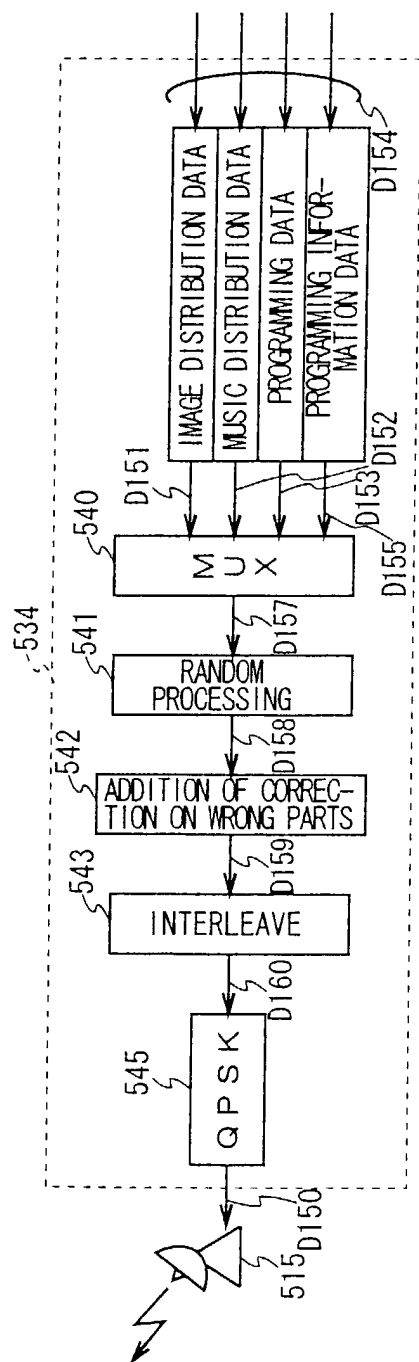 534
D154
IMAGE DISTRIBUTION DATA
MUSIC DISTRIBUTION DATA
PROGRAMMING DATA
PROGRAMMING INFOR-
MATION DATA
D151
D152
D153
D155
540
MUX
D157
541
RANDOM
PROCESSING
D158
542
ADDITION OF CORREC-
TION ON WRONG PARTS
D159
543
INTERLEAVE
D160
545
QPSK
D150
515